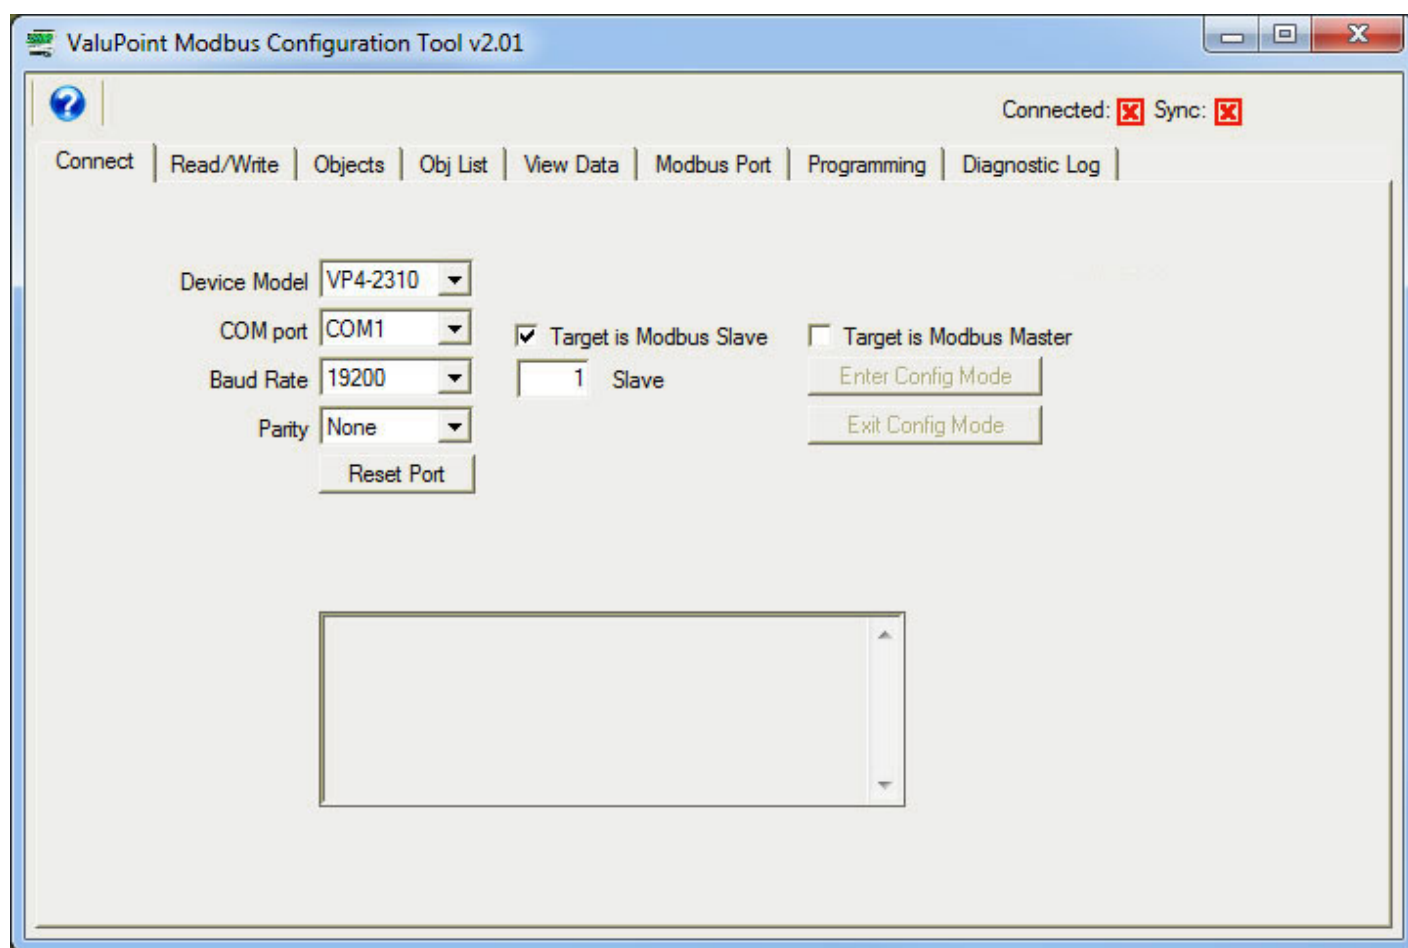 ValuPoint Modbus Configuration Tool v2.01
Connected: Sync:
Connect Read/Write Objects Obj List View Data Modbus Port Programming Diagnostic Log
Device Model VP4-2310
COM port COM1 Target is Modbus Slave Target is Modbus Master
Baud Rate 19200 1 Slave Enter Config Mode
Parity None Exit Config Mode
Reset Port